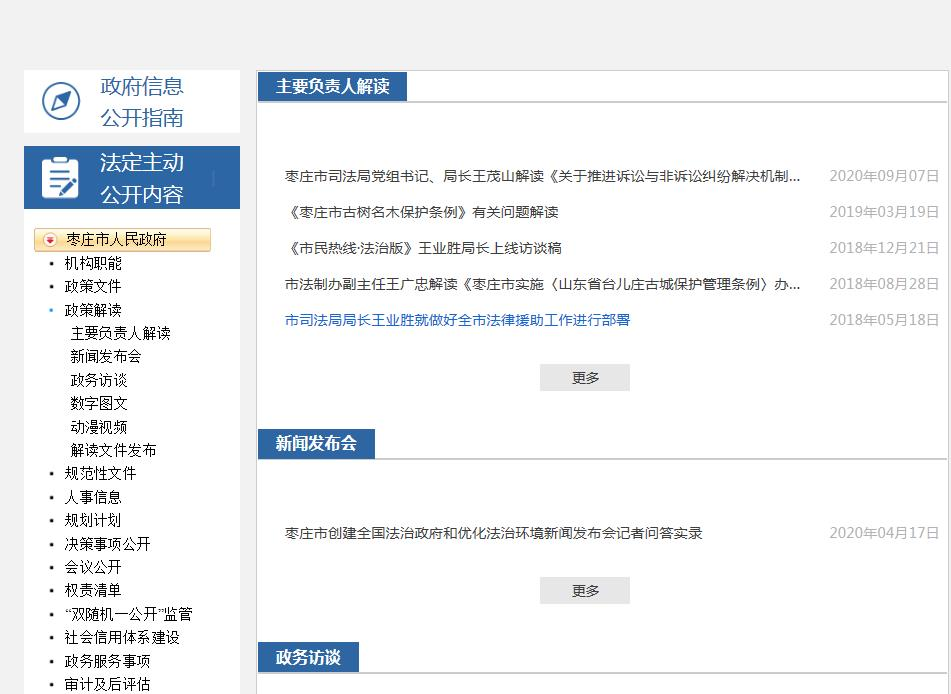 政府信息
公开指南
法定主动
公开内容
枣庄市人民政府
机构职能
政策文件
政策解读
主要负责人解读
新闻发布会
政务访谈
数字图文
动漫视频
解读文件发布
规范性文件
人事信息
规划计划
决策事项公开
会议公开
权责清单
“双随机一公开”监管
社会信用体系建设
政务服务事项
审计及后评估
主要负责人解读
枣庄市司法局党组书记、局长王茂山解读《关于推进诉讼与非诉讼纠纷解决机制... 2020年09月07日
《枣庄市古树名木保护条例》有关问题解读 2019年03月19日
《市民热线·法治版》王业胜局长上线访谈稿 2018年12月21日
市法制办副主任王广忠解读《枣庄市实施〈山东省台儿庄古城保护管理条例〉办... 2018年08月28日
市司法局局长王业胜就做好全市法律援助工作进行部署 2018年05月18日
更多
新闻发布会
枣庄市创建全国法治政府和优化法治环境新闻发布会记者问答实录 2020年04月17日
更多
政务访谈